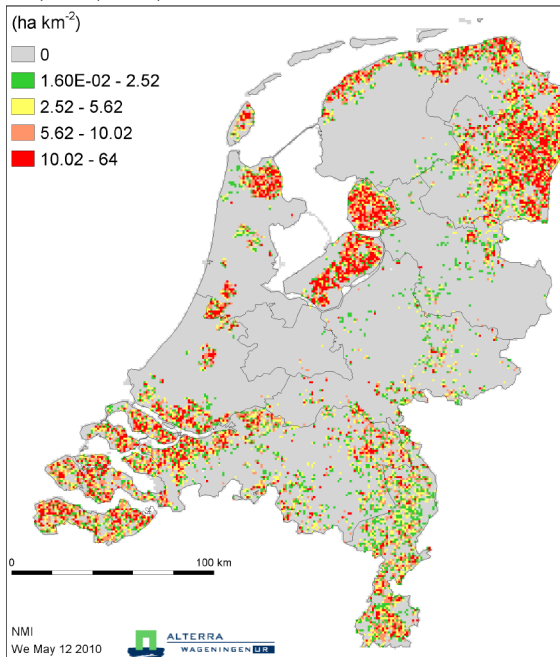 (ha km-2)
0
1.60E-02 - 2.52
2.52 - 5.62
5.62 - 10.02
10.02 - 64
0 100 km
NMI
We May 12 2010
ALTERRA
WAGENINGEN UR